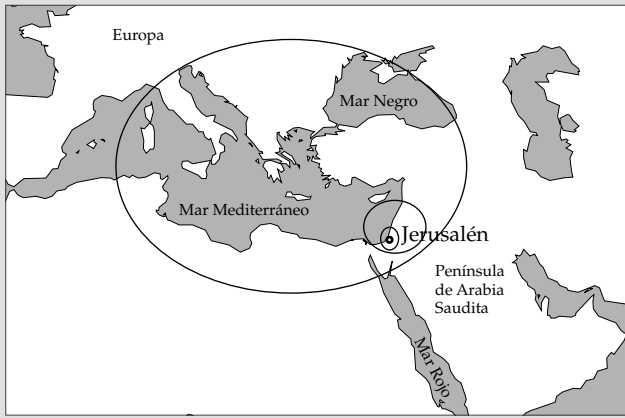 Europa
Mar Negro
Mar Mediterráneo
Jerusalén
Península
de Arabia
Saudita
Mar Rojo